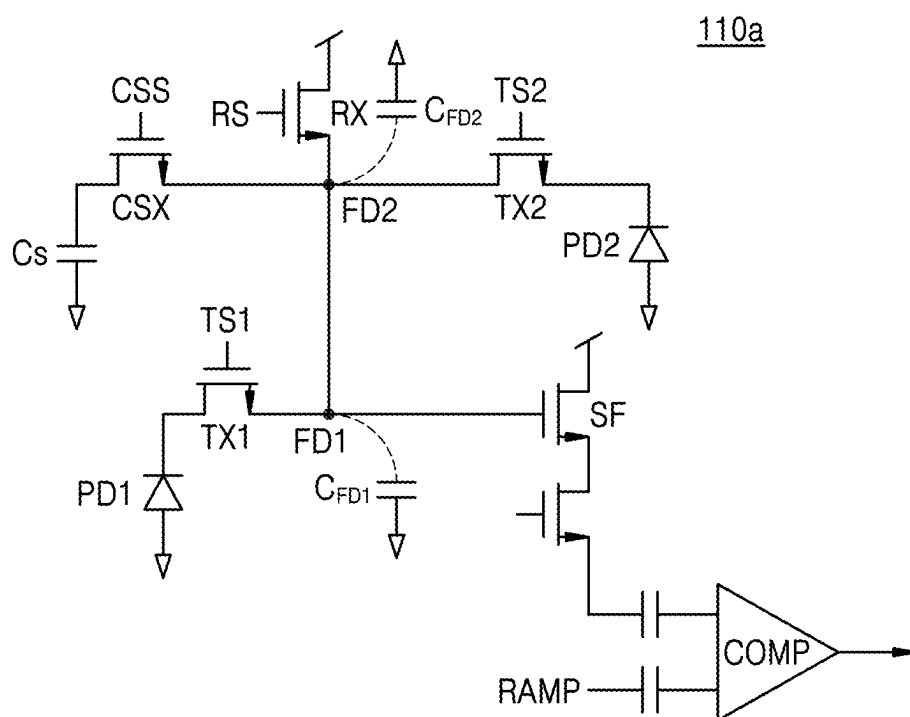 110a
CSS
RS
RX
CFD2
TS2
CSX
FD2
TX2
Cs
PD2
TS1
TX1
FD1
SF
PD1
CFD1
COMP
RAMP